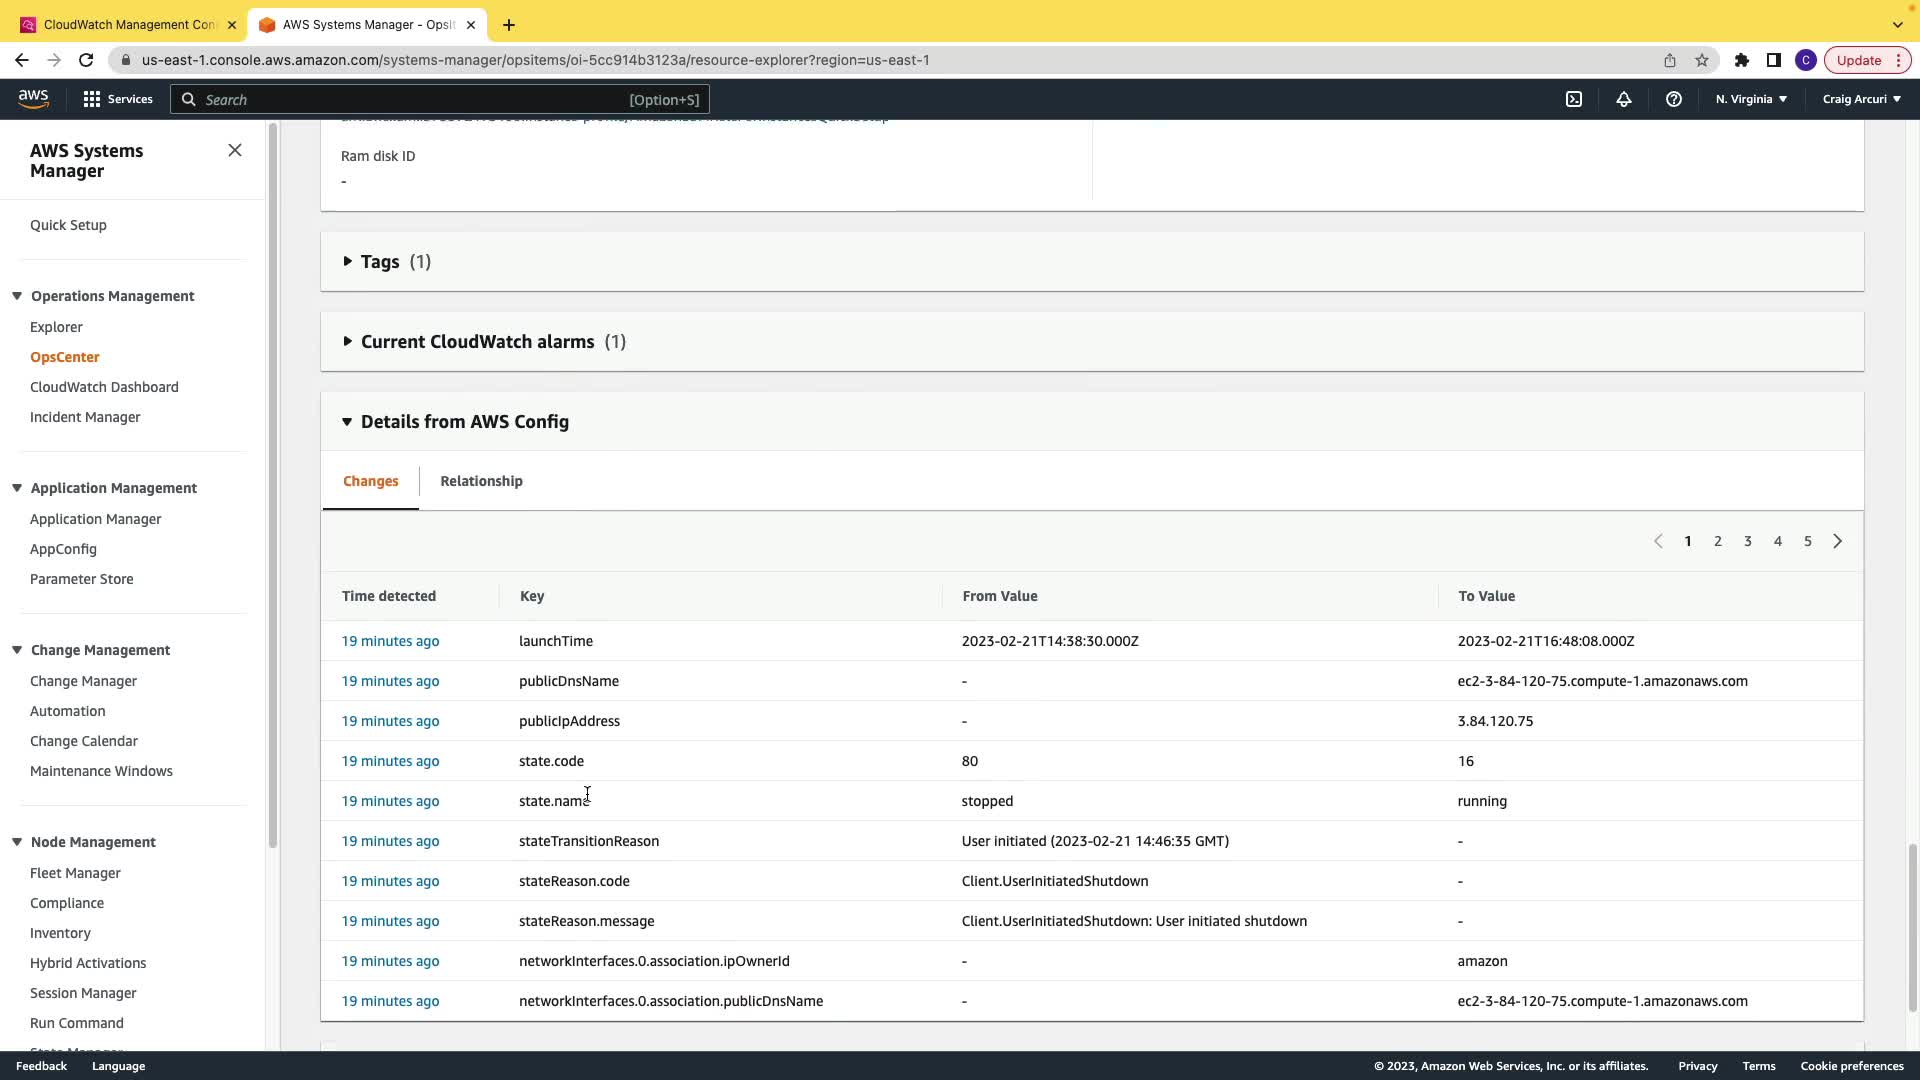 CloudWatch Management Con
AWS Systems Manager - OpsIt
us-east-1.console.aws.amazon.com/systems-manager/opsitems/oi-5cc914b3123a/resource-explorer?region=us-east-1
C
Update
aws
Services
Search
[Option+S]
N. Virginia
Craig Arcuri
AWS Systems
Manager
Quick Setup
Operations Management
Explorer
OpsCenter
CloudWatch Dashboard
Incident Manager
Application Management
Application Manager
AppConfig
Parameter Store
Change Management
Change Manager
Automation
Change Calendar
Maintenance Windows
Node Management
Fleet Manager
Compliance
Inventory
Hybrid Activations
Session Manager
Run Command
Ram disk ID
-
Tags (1)
Current CloudWatch alarms (1)
Details from AWS Config
Changes Relationship
1 2 3 4 5
Time detected Key From Value To Value
19 minutes ago launchTime 2023-02-21T14:38:30.000Z 2023-02-21T16:48:08.000Z
19 minutes ago publicDnsName - ec2-3-84-120-75.compute-1.amazonaws.com
19 minutes ago publicIpAddress - 3.84.120.75
19 minutes ago state.code 80 16
19 minutes ago state.name stopped running
19 minutes ago stateTransitionReason User initiated (2023-02-21 14:46:35 GMT) -
19 minutes ago stateReason.code Client.UserInitiatedShutdown -
19 minutes ago stateReason.message Client.UserInitiatedShutdown: User initiated shutdown -
19 minutes ago networkInterfaces.0.association.ipOwnerId - amazon
19 minutes ago networkInterfaces.0.association.publicDnsName - ec2-3-84-120-75.compute-1.amazonaws.com
Feedback Language © 2023, Amazon Web Services, Inc. or its affiliates. Privacy Terms Cookie preferences